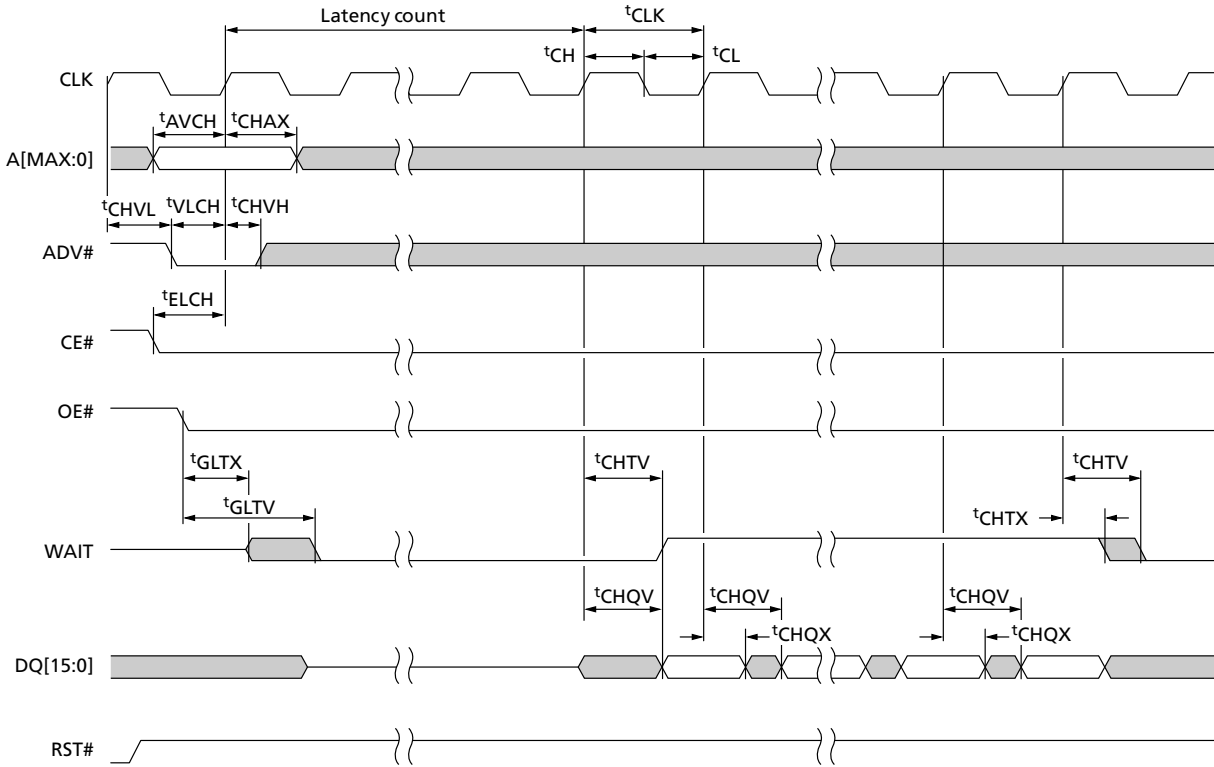 Latency count
tCLK
tCH
tCL
CLK
tAVCH
tCHAX
A[MAX:0]
tCHVL
tVLCH
tCHVH
ADV#
tELCH
CE#
OE#
tGLTX
tCHTV
tCHTV
tGLTV
tCHTX
WAIT
tCHQV
tCHQV
tCHQV
tCHQX
tCHQX
DQ[15:0]
RST#